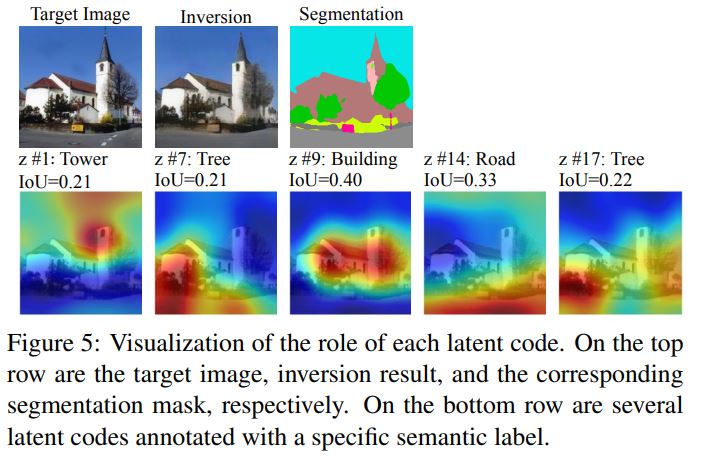 Target Image Inversion Segmentation
z #1: Tower z #7: Tree z #9: Building z #14: Road z #17: Tree
IoU=0.21 IoU=0.21 IoU=0.40 IoU=0.33 IoU=0.22
Figure 5: Visualization of the role of each latent code. On the top
row are the target image, inversion result, and the corresponding
segmentation mask, respectively. On the bottom row are several
latent codes annotated with a specific semantic label.